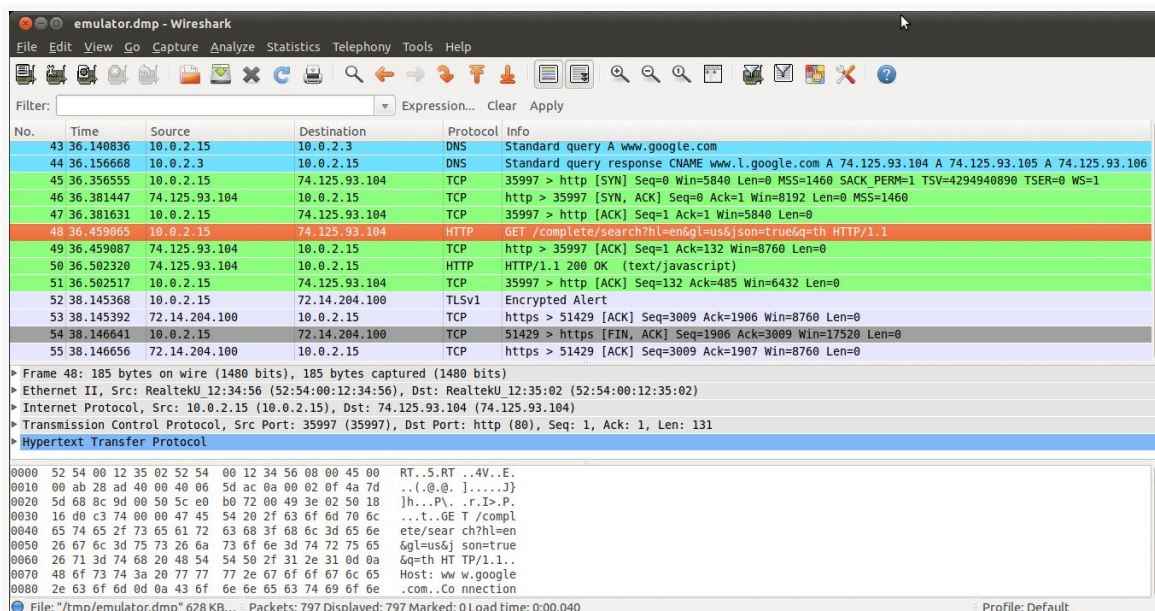 emulator.dmp - Wireshark
File Edit View Go Capture Analyze Statistics Telephony Tools Help
Filter: Expression... Clear Apply
No. Time Source Destination Protocol Info
43 36.140836 10.0.2.15 10.0.2.3 DNS Standard query A www.google.com
44 36.156668 10.0.2.3 10.0.2.15 DNS Standard query response CNAME www.l.google.com A 74.125.93.104 A 74.125.93.105 A 74.125.93.106
45 36.356555 10.0.2.15 74.125.93.104 TCP 35997 > http [SYN] Seq=0 Win=5840 Len=0 MSS=1460 SACK_PERM=1 TSV=4294940890 TSER=0 WS=1
46 36.381447 74.125.93.104 10.0.2.15 TCP http > 35997 [SYN, ACK] Seq=0 Ack=1 Win=8192 Len=0 MSS=1460
47 36.381631 10.0.2.15 74.125.93.104 TCP 35997 > http [ACK] Seq=1 Ack=1 Win=5840 Len=0
48 36.459065 10.0.2.15 74.125.93.104 HTTP GET /complete/search?hl=en&gl=us&json=true&q=th HTTP/1.1
49 36.459087 74.125.93.104 10.0.2.15 TCP http > 35997 [ACK] Seq=1 Ack=132 Win=8760 Len=0
50 36.502320 74.125.93.104 10.0.2.15 HTTP HTTP/1.1 200 OK (text/javascript)
51 36.502517 10.0.2.15 74.125.93.104 TCP 35997 > http [ACK] Seq=132 Ack=485 Win=6432 Len=0
52 38.145368 10.0.2.15 72.14.204.100 TLSv1 Encrypted Alert
53 38.145392 72.14.204.100 10.0.2.15 TCP https > 51429 [ACK] Seq=3009 Ack=1906 Win=8760 Len=0
54 38.146641 10.0.2.15 72.14.204.100 TCP 51429 > https [FIN, ACK] Seq=1906 Ack=3009 Win=17520 Len=0
55 38.146656 72.14.204.100 10.0.2.15 TCP https > 51429 [ACK] Seq=3009 Ack=1907 Win=8760 Len=0
Frame 48: 185 bytes on wire (1480 bits), 185 bytes captured (1480 bits)
Ethernet II, Src: RealtekU_12:34:56 (52:54:00:12:34:56), Dst: RealtekU_12:35:02 (52:54:00:12:35:02)
Internet Protocol, Src: 10.0.2.15 (10.0.2.15), Dst: 74.125.93.104 (74.125.93.104)
Transmission Control Protocol, Src Port: 35997 (35997), Dst Port: http (80), Seq: 1, Ack: 1, Len: 131
Hypertext Transfer Protocol
0000 52 54 00 12 35 02 52 54 00 12 34 56 08 00 45 00 RT..5.RT ..4V..E.
0010 00 ab 28 ad 40 00 40 06 5d ac 0a 00 02 0f 4a 7d ..(.@.@. ].....J}
0020 5d 68 8c 9d 00 50 5c e0 b0 72 00 49 3e 02 50 18 ]h...P\. .r.I>.P.
0030 16 d0 c3 74 00 00 47 45 54 20 2f 63 6f 6d 70 6c ...t..GE T /compl
0040 65 74 65 2f 73 65 61 72 63 68 3f 68 6c 3d 65 6e ete/sear ch?hl=en
0050 26 67 6c 3d 75 73 26 6a 73 6f 6e 3d 74 72 75 65 &gl=us&j son=true
0060 26 71 3d 74 68 20 48 54 54 50 2f 31 2e 31 0d 0a &q=th HT TP/1.1..
0070 48 6f 73 74 3a 20 77 77 77 2e 67 6f 6f 67 6c 65 Host: ww w.google
0080 2e 63 6f 6d 0d 0a 43 6f 6e 6e 65 63 74 69 6f 6e .com..Co nnection
File: "/tmp/emulator.dmp" 628 KB... Packets: 797 Displayed: 797 Marked: 0 Load time: 0:00.040 Profile: Default